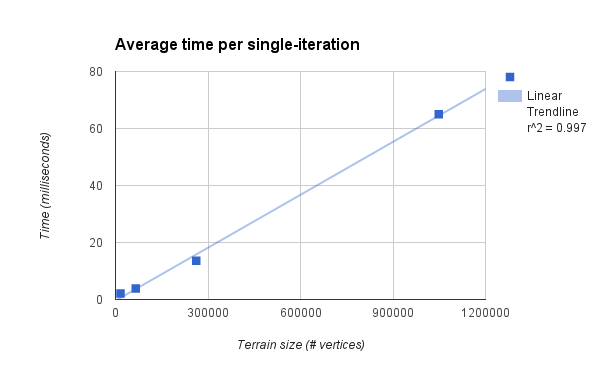 Average time per single-iteration
80
60
40
20
0
0 300000 600000 900000 1200000
Time (milliseconds)
Terrain size (# vertices)
Linear
Trendline
r^2 = 0.997